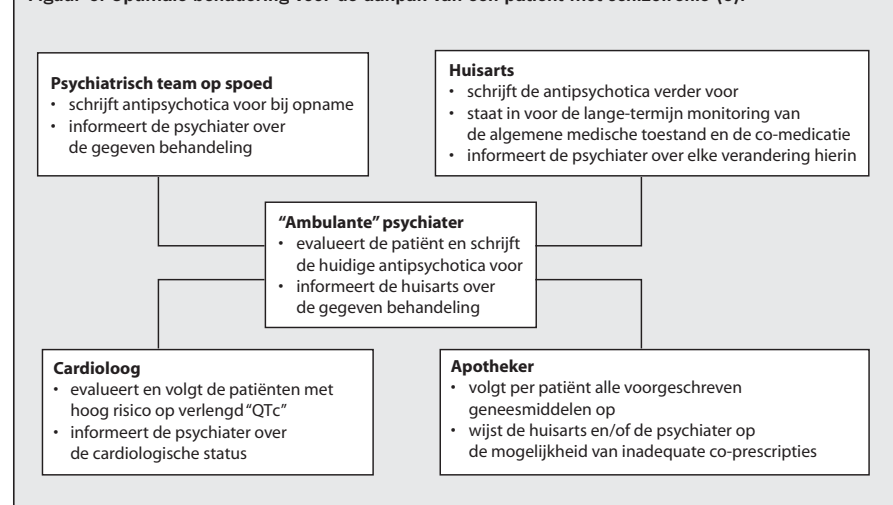 Psychiatrisch team op spoed
• schrijft antipsychotica voor bij opname
• informeert de psychiater over
de gegeven behandeling
Huisarts
• schrijft de antipsychotica verder voor
• staat in voor de lange-termijn monitoring van
de algemene medische toestand en de co-medicatie
• informeert de psychiater over elke verandering hierin
“Ambulante” psychiater
• evalueert de patiënt en schrijft
de huidige antipsychotica voor
• informeert de huisarts over
de gegeven behandeling
Cardioloog
• evalueert en volgt de patiënten met
hoog risico op verlengd “QTc”
• informeert de psychiater over
de cardiologische status
Apotheker
• volgt per patiënt alle voorgeschreven
geneesmiddelen op
• wijst de huisarts en/of de psychiater op
de mogelijkheid van inadequate co-prescripties